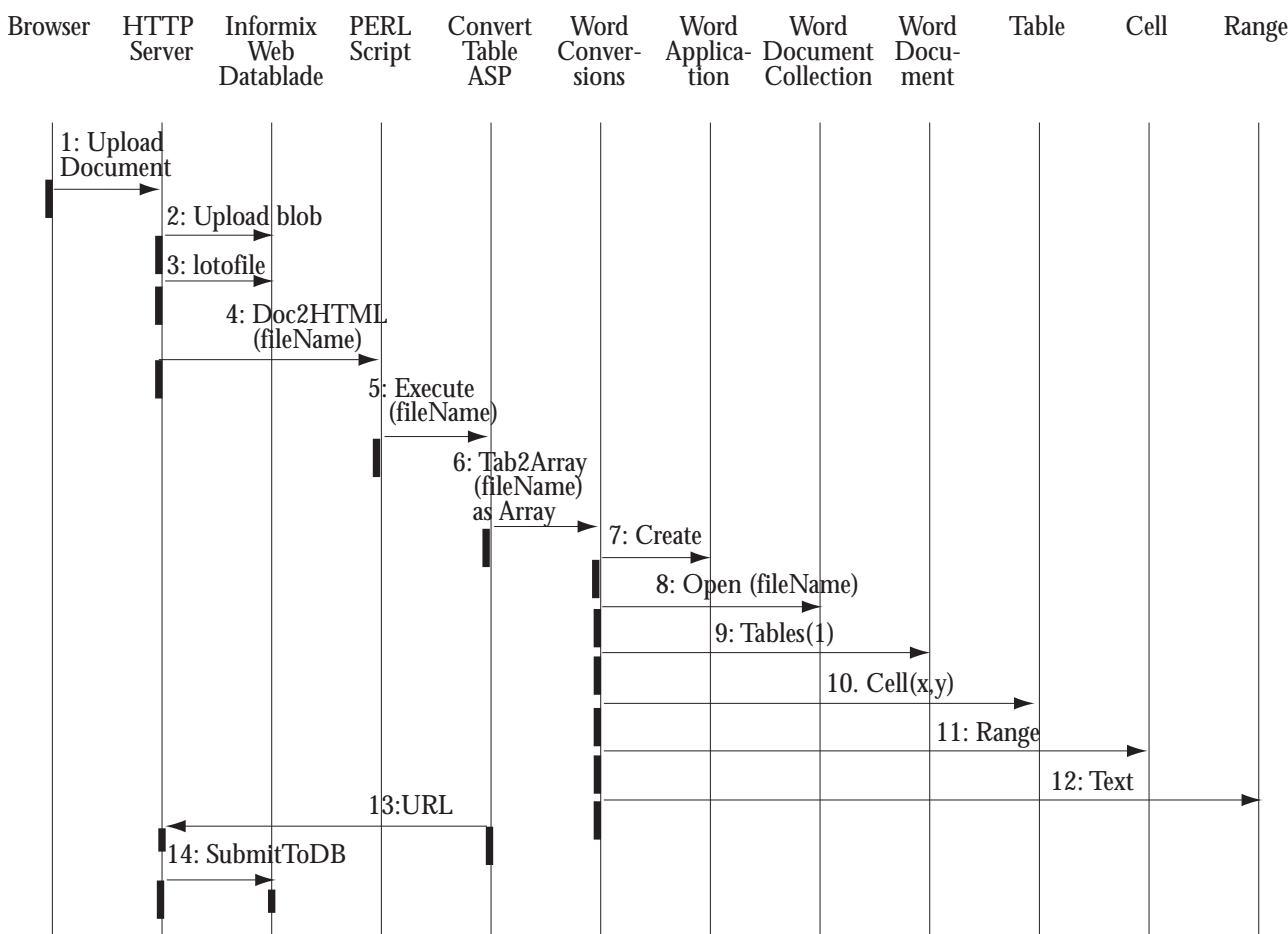 Browser
HTTP
Server
Informix
Web
Datablade
PERL
Script
Convert
Table
ASP
Word
Conver-
sions
Word
Applica-
tion
Word
Document
Collection
Word
Docu-
ment
Table
Cell
Range
1: Upload
Document
2: Upload blob
3: lotofile
4: Doc2HTML
(fileName)
5: Execute
(fileName)
6: Tab2Array
(fileName)
as Array
7: Create
8: Open (fileName)
9: Tables(1)
10. Cell(x,y)
11: Range
12: Text
13:URL
14: SubmitToDB